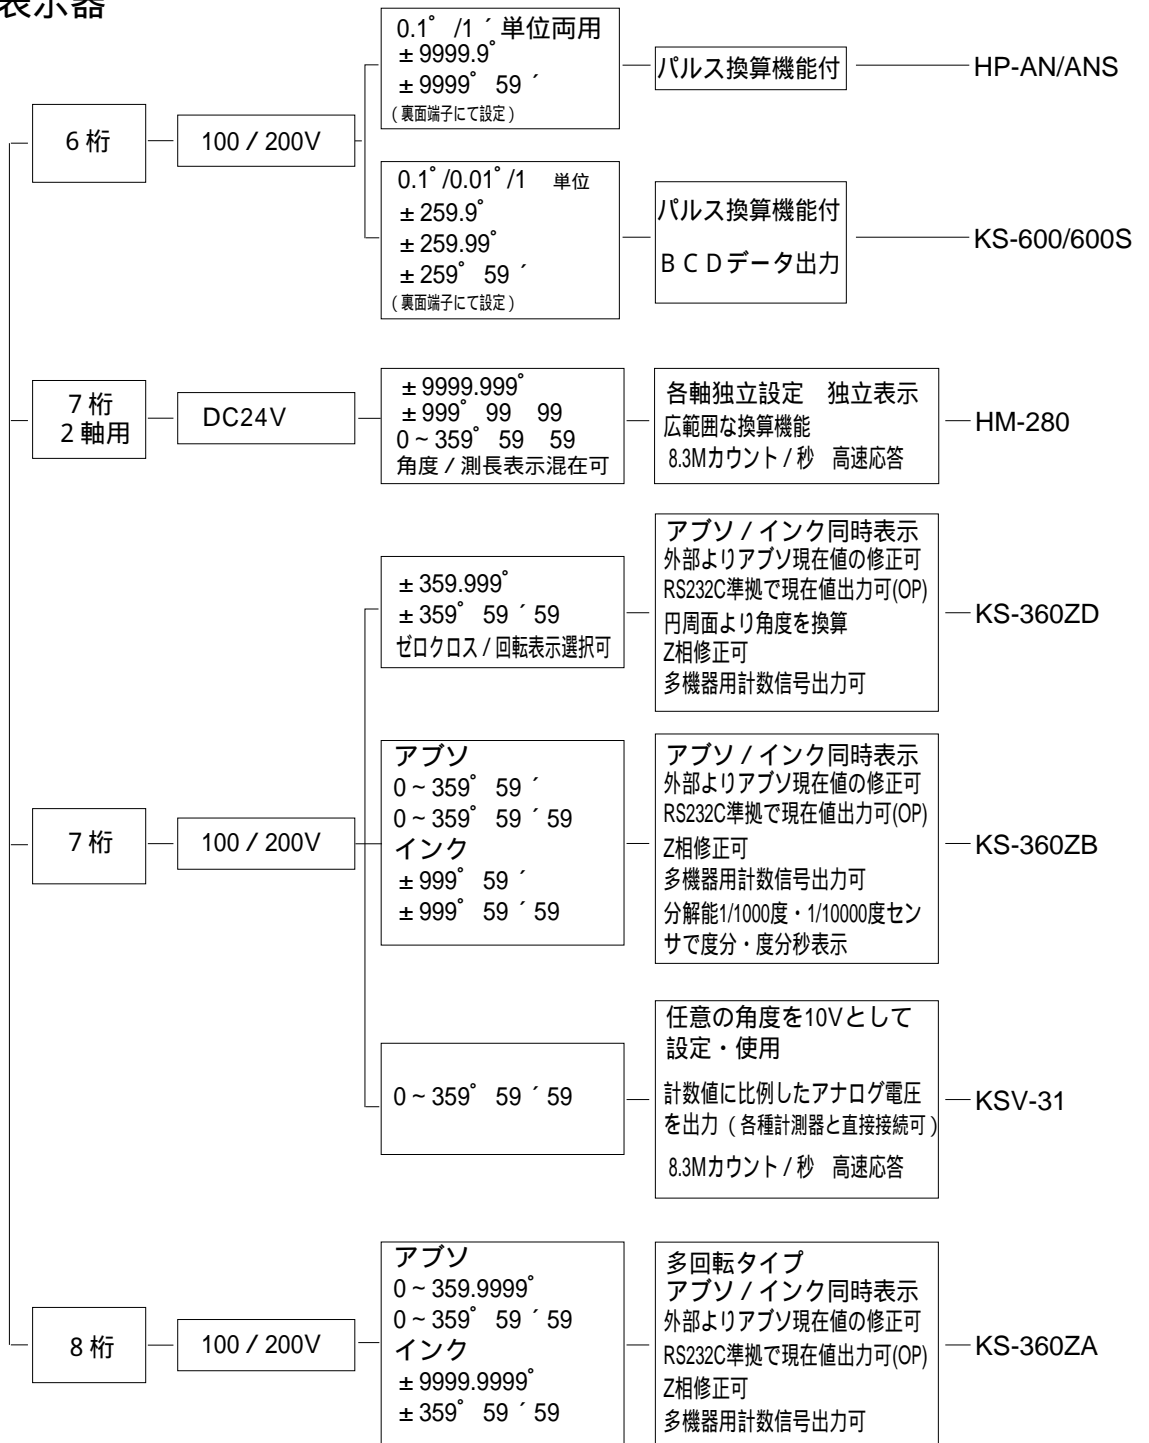 表示器
6桁
100 / 200V
0.1° /1 ´単位両用
± 9999.9°
± 9999° 59 ´
(裏面端子にて設定)
パルス換算機能付
HP-AN/ANS
0.1°/0.01°/1 単位
± 259.9°
± 259.99°
± 259° 59 ´
(裏面端子にて設定)
パルス換算機能付
BCDデータ出力
KS-600/600S
7桁
2軸用
DC24V
± 9999.999°
± 999° 99 99
0 ~ 359° 59 59
角度 / 測長表示混在可
各軸独立設定 独立表示
広範囲な換算機能
8.3Mカウント / 秒 高速応答
HM-280
7桁
100 / 200V
± 359.999°
± 359° 59 ´ 59
ゼロクロス / 回転表示選択可
アブソ / インク同時表示
外部よりアブソ現在値の修正可
RS232C準拠で現在値出力可(OP)
円周面より角度を換算
Z相修正可
多機器用計数信号出力可
KS-360ZD
アブソ
0 ~ 359° 59 ´
0 ~ 359° 59 ´ 59
インク
± 999° 59 ´
± 999° 59 ´ 59
アブソ / インク同時表示
外部よりアブソ現在値の修正可
RS232C準拠で現在値出力可(OP)
Z相修正可
多機器用計数信号出力可
分解能1/1000度・1/10000度セン
サで度分・度分秒表示
KS-360ZB
0 ~ 359° 59 ´ 59
任意の角度を10Vとして
設定・使用
計数値に比例したアナログ電圧
を出力(各種計測器と直接接続可)
8.3Mカウント / 秒 高速応答
KSV-31
8桁
100 / 200V
アブソ
0 ~ 359.9999°
0 ~ 359° 59 ´ 59
インク
± 9999.9999°
± 359° 59 ´ 59
多回転タイプ
アブソ / インク同時表示
外部よりアブソ現在値の修正可
RS232C準拠で現在値出力可(OP)
Z相修正可
多機器用計数信号出力可
KS-360ZA